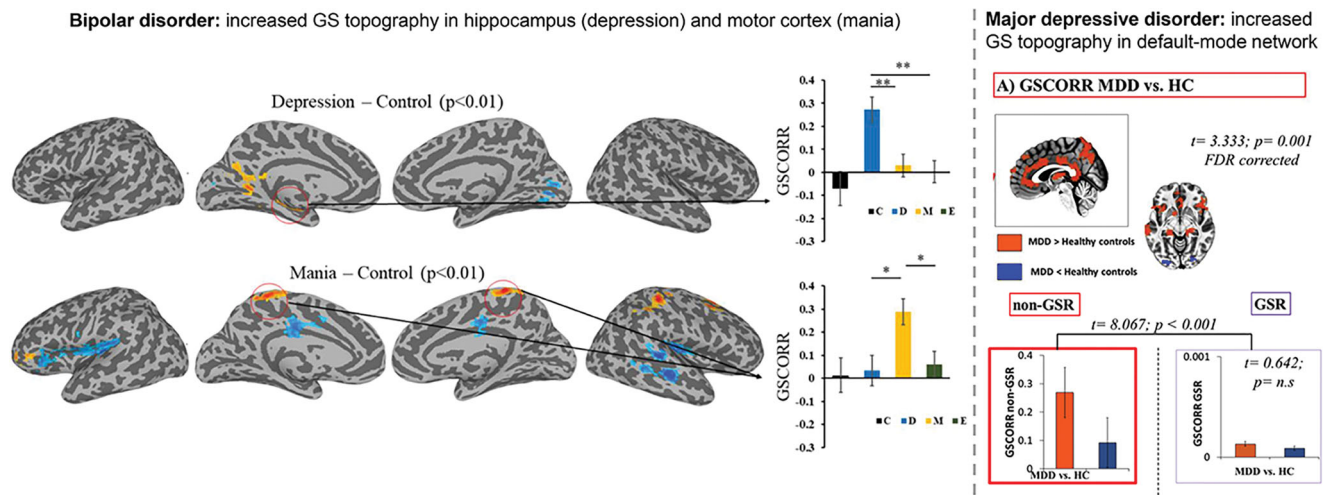 Bipolar disorder: increased GS topography in hippocampus (depression) and motor cortex (mania)
Depression – Control (p<0.01)
GSCORR
0.4
0.3
0.2
0.1
0
-0.1
-0.2
-0.3
**
**
C D M E
Mania – Control (p<0.01)
GSCORR
0.4
0.3
0.2
0.1
0
-0.1
-0.2
-0.3
*
*
C D M E
Major depressive disorder: increased
GS topography in default-mode network
A) GSCORR MDD vs. HC
t= 3.333; p= 0.001
FDR corrected
MDD > Healthy controls
MDD < Healthy controls
non-GSR
GSR
t= 8.067; p < 0.001
GSCORR non-GSR
0.4
0.3
0.2
0.1
0
MDD vs. HC
GSCORR GSR
0.001
0
t= 0.642;
p= n.s
MDD vs. HC